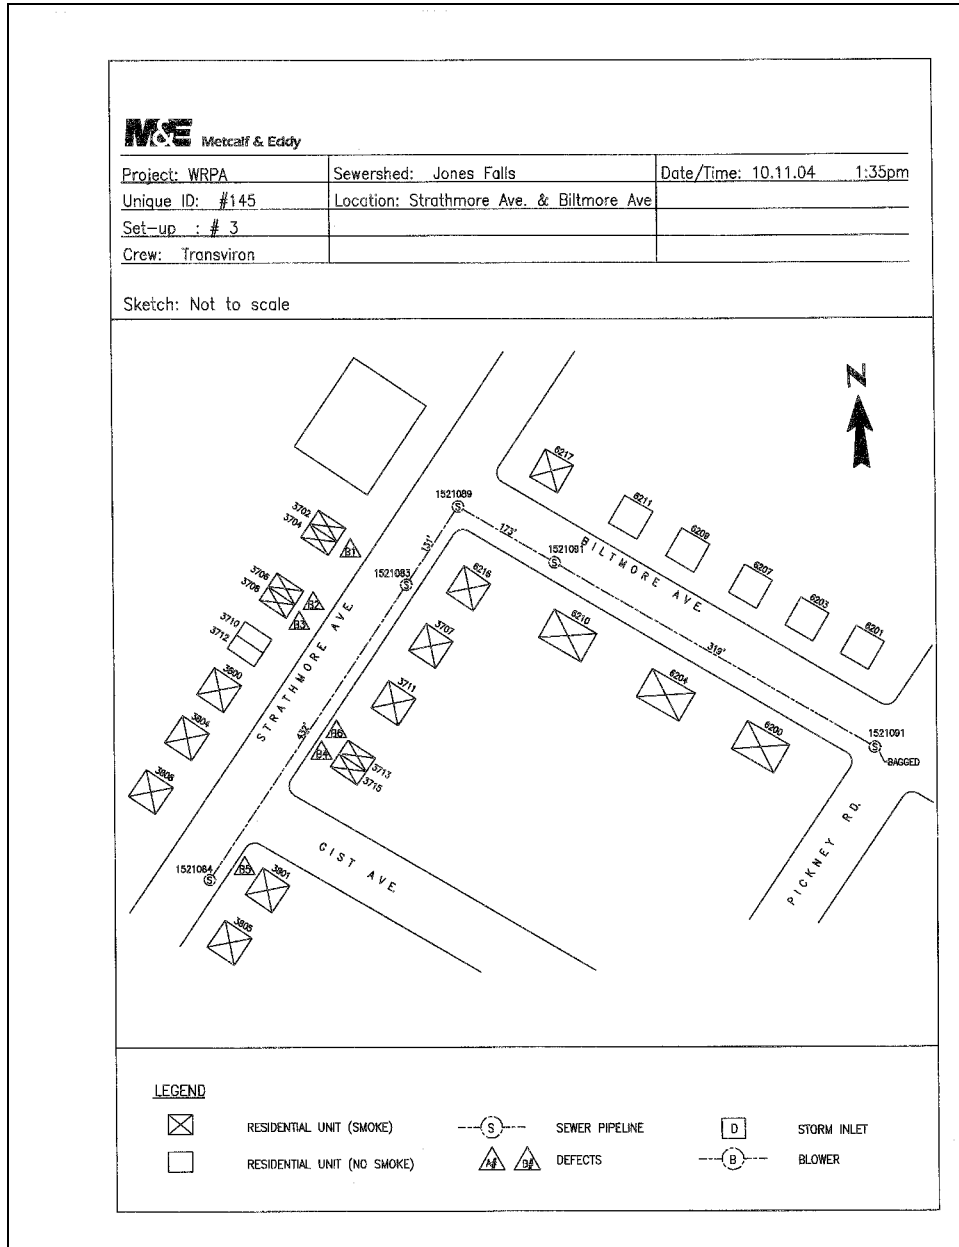 M&E Metcalf & Eddy
Project: WRPA Sewershed: Jones Falls Date/Time: 10.11.04 1:35pm
Unique ID: #145 Location: Strathmore Ave. & Biltmore Ave
Set-up : # 3
Crew: Transviron
Sketch: Not to scale
N
6217
6211
1521089
3702
3704
173'
6209
B1
131'
1521091
BILTMORE AVE.
6207
3706
3708
1521083
6216
6203
B2
B3
3710
3712
6210
6201
3707
319'
3800
STRATHMORE AVE.
3711
6204
3804
432'
B6
B4
6200
1521091
BAGGED
3808
3713
3715
GIST AVE.
PICKNEY RD.
1521084
S
B5
3801
3805
LEGEND
RESIDENTIAL UNIT (SMOKE) S SEWER PIPELINE D STORM INLET
RESIDENTIAL UNIT (NO SMOKE) A# B# DEFECTS B BLOWER